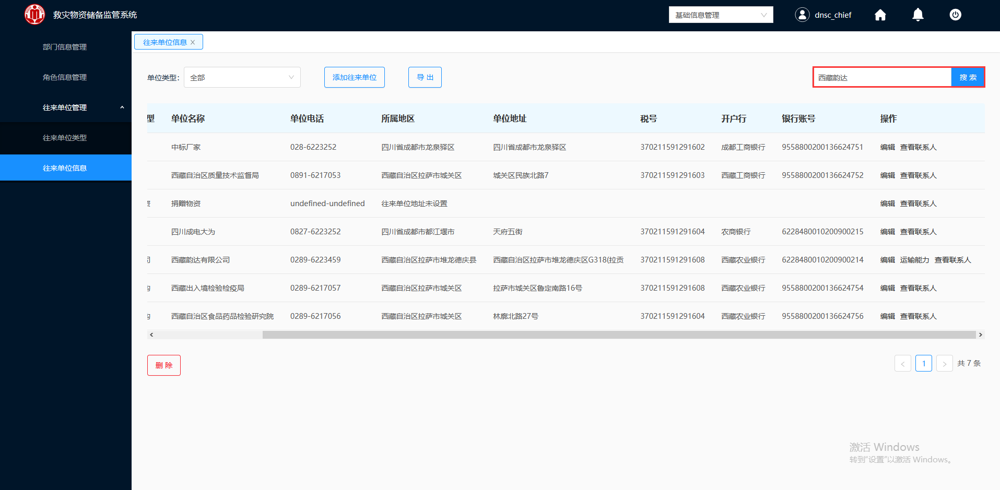 救灾物资储备监管系统
基础信息管理
dnsc_chief
部门信息管理
角色信息管理
往来单位管理
往来单位类型
往来单位信息
往来单位信息
单位类型: 全部 添加往来单位 导 出 西藏韵达 搜 索
型 单位名称 单位电话 所属地区 单位地址 税号 开户行 银行账号 操作
中标厂家 028-6223252 四川省成都市龙泉驿区 四川省成都市龙泉驿区 370211591291602 成都工商银行 9558800200136624751 编辑 查看联系人
西藏自治区质量技术监督局 0891-6217053 西藏自治区拉萨市城关区 城关区民族北路7 370211591291603 西藏工商银行 9558800200136624752 编辑 查看联系人
捐赠物资 undefined-undefined 往来单位地址未设置 编辑 查看联系人
四川成电大为 0827-6223252 四川省成都市都江堰市 天府五街 370211591291604 农商银行 6228480010200900215 编辑 查看联系人
西藏韵达有限公司 0289-6223459 西藏自治区拉萨市堆龙德庆县 西藏自治区拉萨市堆龙德庆区G318(拉贡 370211591291608 西藏农业银行 6228480010200900214 编辑 运输能力 查看联系人
西藏出入境检验检疫局 0289-6217057 西藏自治区拉萨市城关区 拉萨市城关区鲁定南路16号 370211591291608 西藏农业银行 9558800200136624754 编辑 查看联系人
西藏自治区食品药品检验研究院 0289-6217056 西藏自治区拉萨市城关区 林廓北路27号 370211591291604 西藏农业银行 9558800200136624756 编辑 查看联系人
删 除
1 共 7 条
激活 Windows
转到“设置”以激活 Windows。